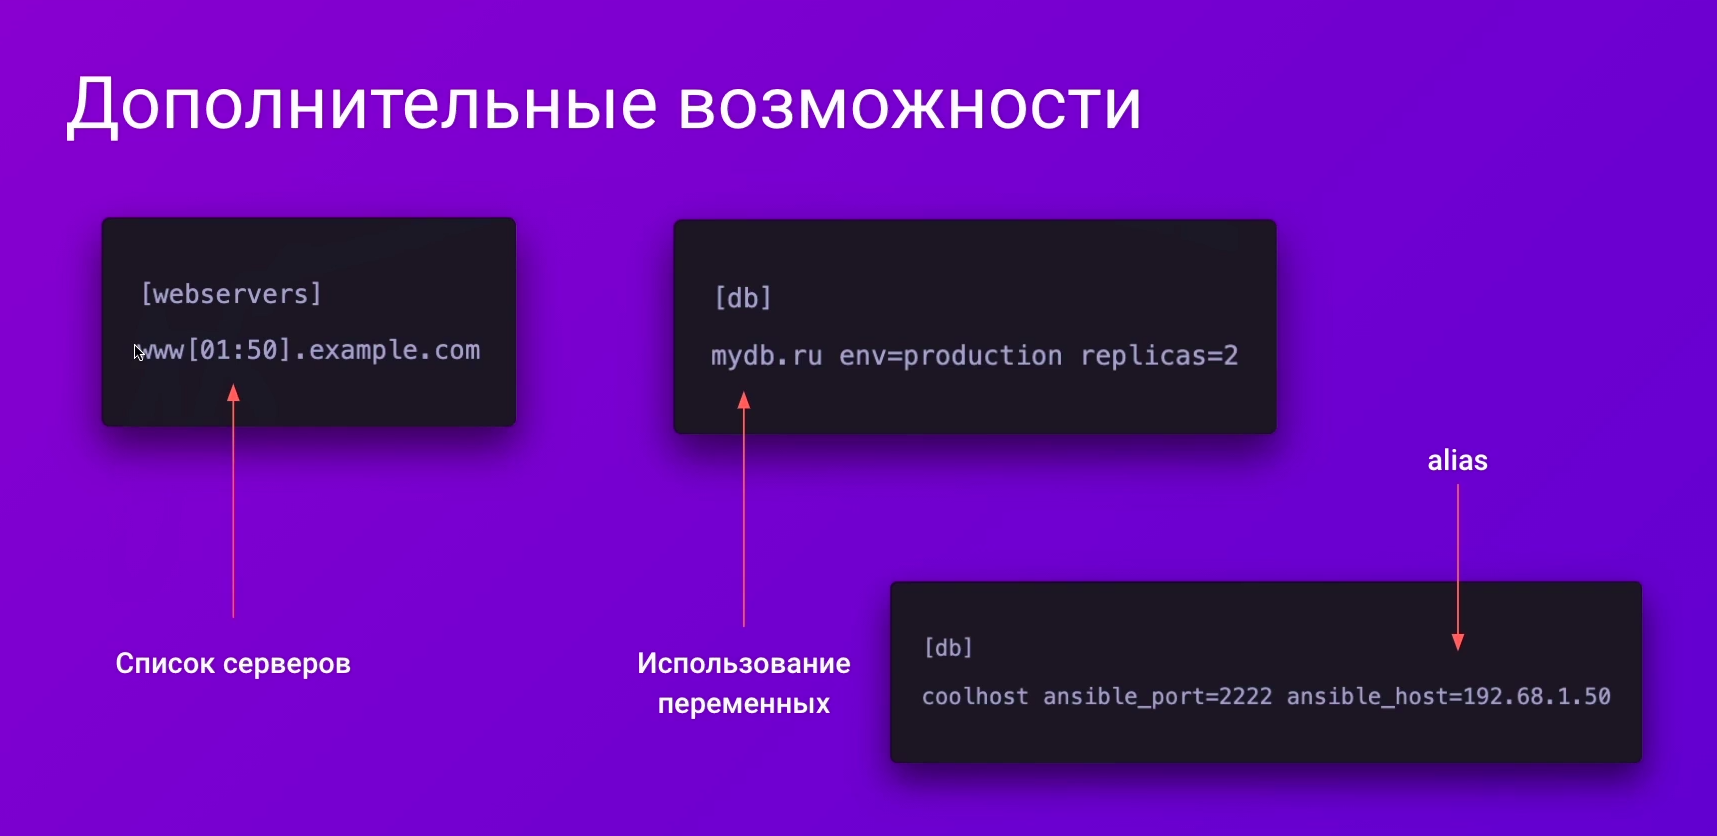 Дополнительные возможности
[webservers]
www[01:50].example.com
Список серверов
[db]
mydb.ru env=production replicas=2
Использование
переменных
alias
[db]
coolhost ansible_port=2222 ansible_host=192.68.1.50